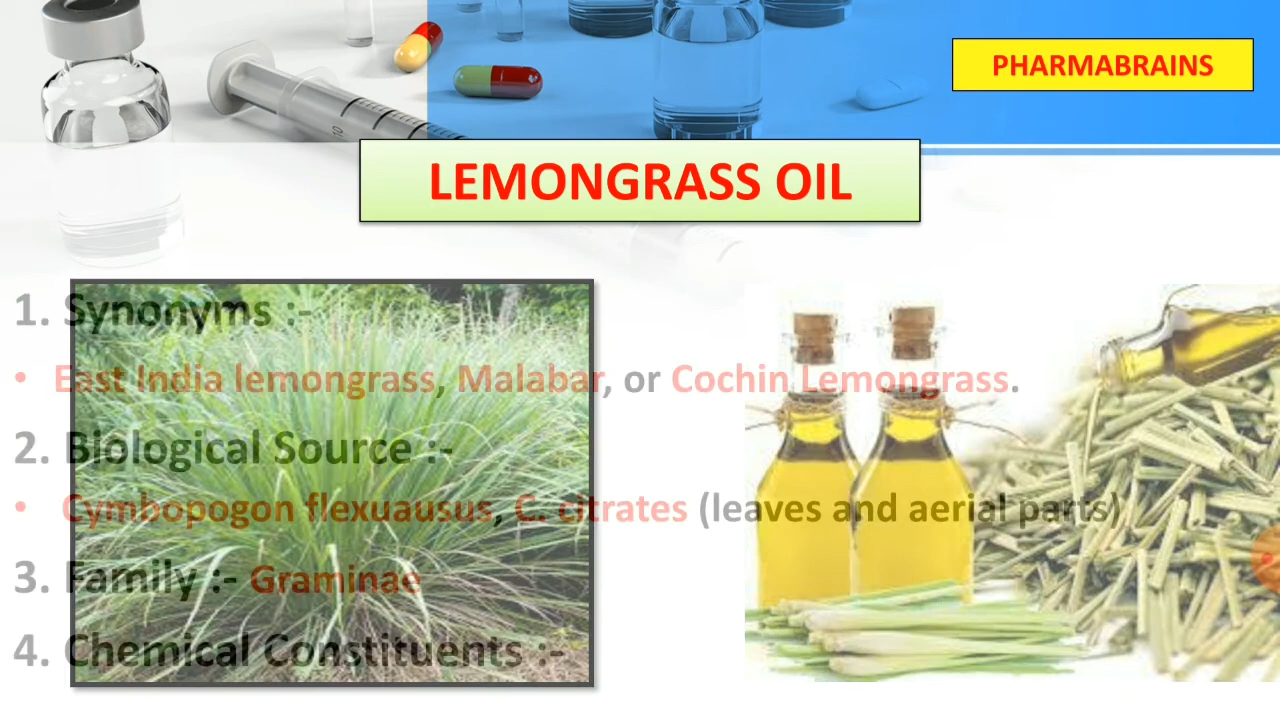 PHARMABRAINS
LEMONGRASS OIL
1. Synonyms :-
• East India lemongrass, Malabar, or Cochin Lemongrass.
2. Biological Source :-
• Cymbopogon flexuausus, C. citrates (leaves and aerial parts)
3. Family :- Graminae
4. Chemical Constituents :-